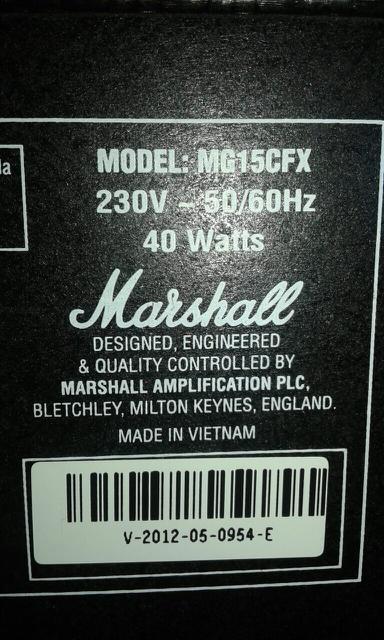 la
MODEL: MG15CFX
230V ~ 50/60Hz
40 Watts
Marshall
DESIGNED, ENGINEERED
& QUALITY CONTROLLED BY
MARSHALL AMPLIFICATION PLC,
BLETCHLEY, MILTON KEYNES, ENGLAND.
MADE IN VIETNAM
V-2012-05-0954-E